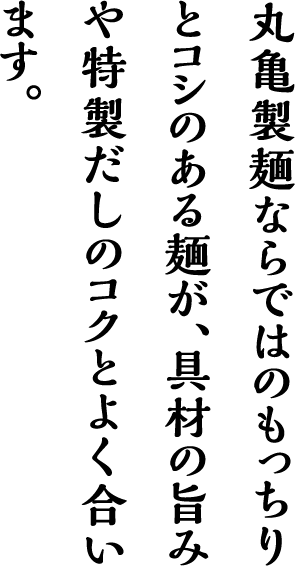 丸亀製麺ならではのもっちり
とコシのある麺が、具材の旨み
や特製だしのコクとよく合い
ます。